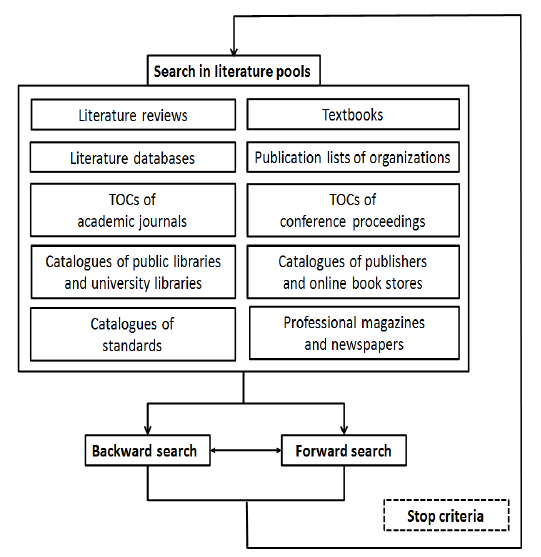 Search in literature pools
Literature reviews
Textbooks
Literature databases
Publication lists of organizations
TOCs of
academic journals
TOCs of
conference proceedings
Catalogues of public libraries
and university libraries
Catalogues of publishers
and online book stores
Catalogues of
standards
Professional magazines
and newspapers
Backward search
Forward search
Stop criteria